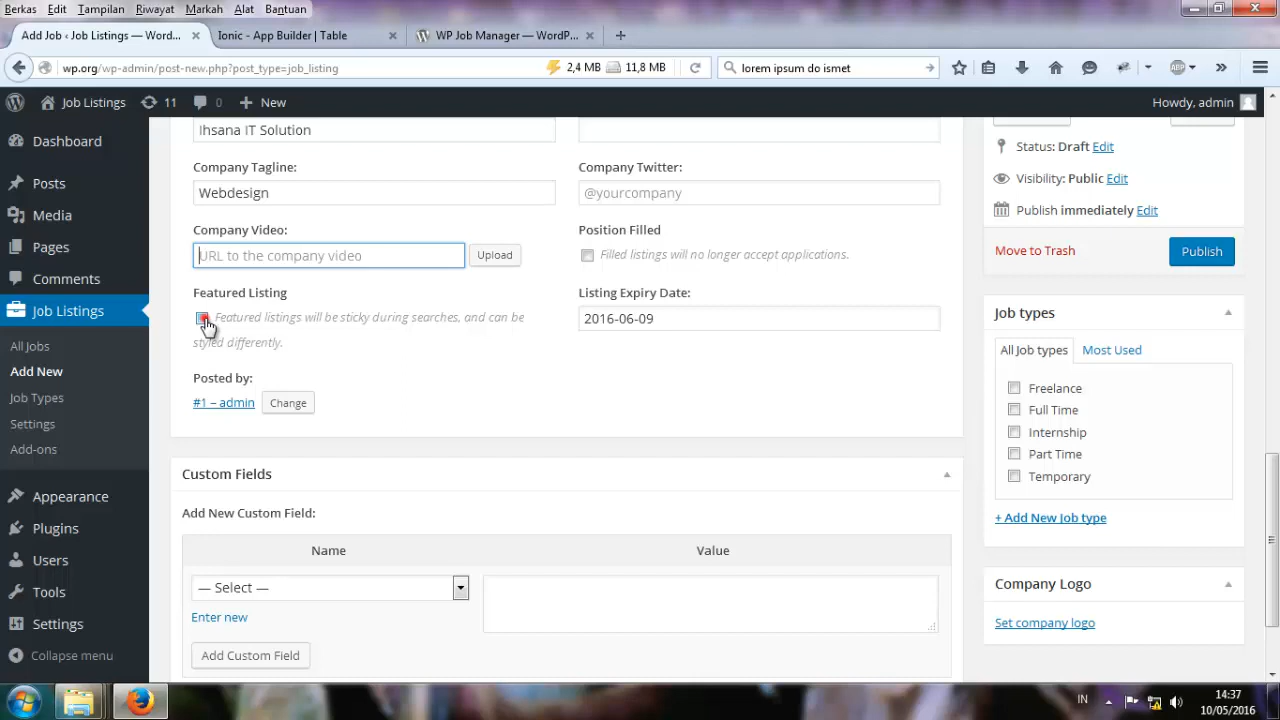 Berkas Edit Tampilan Riwayat Markah Alat Bantuan
Add Job ‹ Job Listings — Word... Ionic - App Builder | Table WP Job Manager — WordP...
wp.org/wp-admin/post-new.php?post_type=job_listing 2,4 MB 11,8 MB lorem ipsum do ismet ABP
Job Listings 11 0 New Howdy, admin
Dashboard
Posts
Media
Pages
Comments
Job Listings
All Jobs
Add New
Job Types
Settings
Add-ons
Appearance
Plugins
Users
Tools
Settings
Collapse menu
Ihsana IT Solution
Company Tagline: Company Twitter:
Webdesign @yourcompany
Company Video: Position Filled
URL to the company video Upload Filled listings will no longer accept applications.
Featured Listing Listing Expiry Date:
Featured listings will be sticky during searches, and can be
styled differently.
2016-06-09
Posted by:
#1 – admin Change
Custom Fields
Add New Custom Field:
Name Value
— Select —
Enter new
Add Custom Field
Status: Draft Edit
Visibility: Public Edit
Publish immediately Edit
Move to Trash Publish
Job types
All Job types Most Used
Freelance
Full Time
Internship
Part Time
Temporary
+ Add New Job type
Company Logo
Set company logo
IN 14:37
10/05/2016